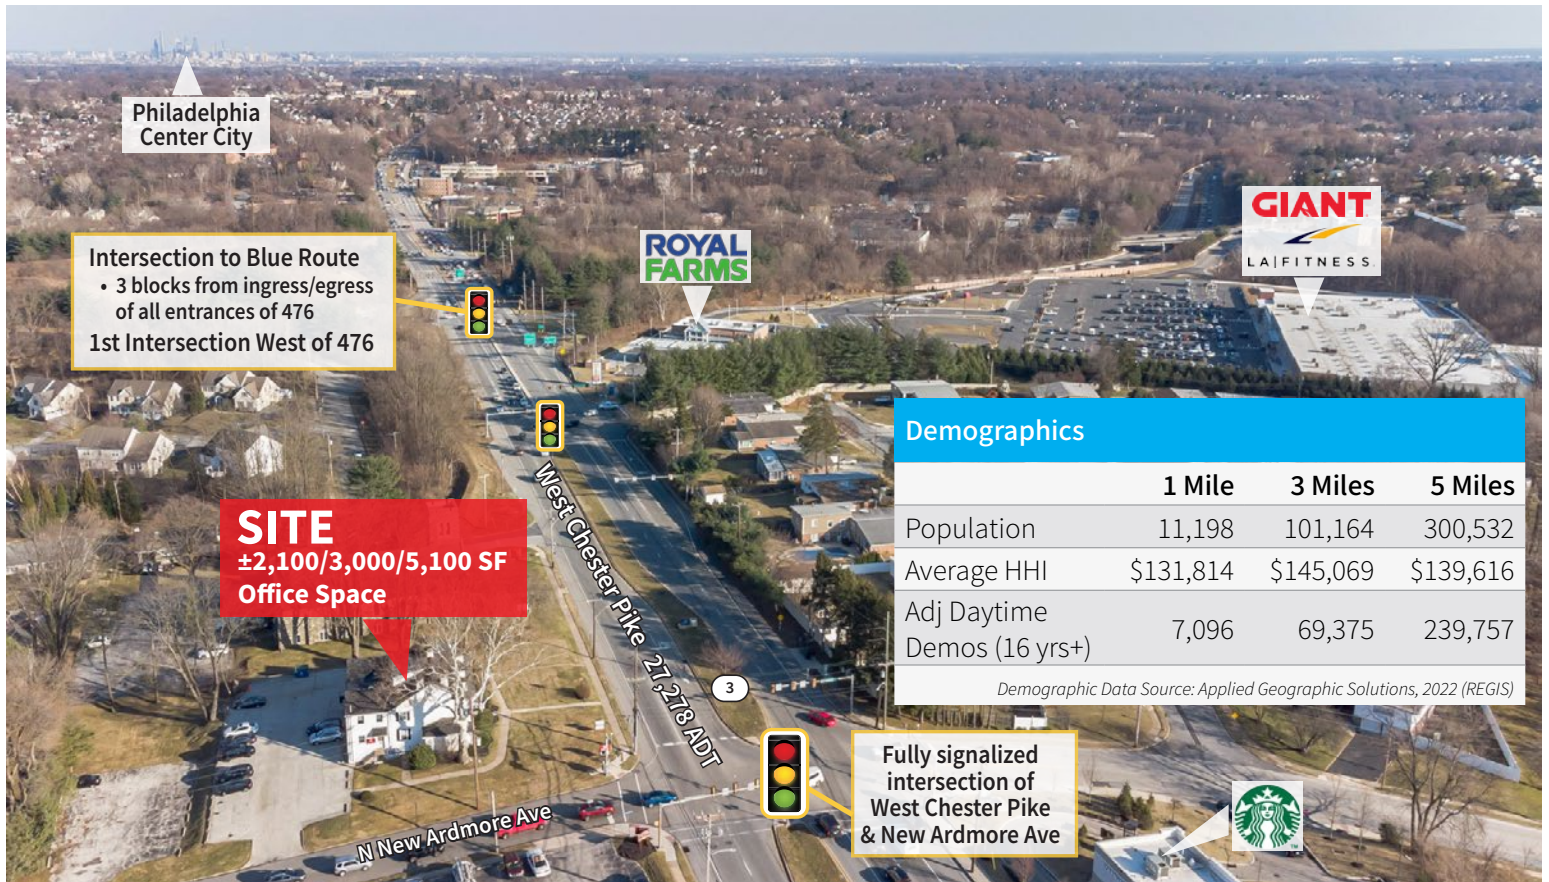 Philadelphia
Center City
Intersection to Blue Route
• 3 blocks from ingress/egress
of all entrances of 476
1st Intersection West of 476
ROYAL
FARMS
GIANT
LA|FITNESS.
SITE
±2,100/3,000/5,100 SF
Office Space
West Chester Pike 27,278 ADT
3
N New Ardmore Ave
Fully signalized
intersection of
West Chester Pike
& New Ardmore Ave
Demographics
1 Mile 3 Miles 5 Miles
Population 11,198 101,164 300,532
Average HHI $131,814 $145,069 $139,616
Adj Daytime
Demos (16 yrs+) 7,096 69,375 239,757
Demographic Data Source: Applied Geographic Solutions, 2022 (REGIS)